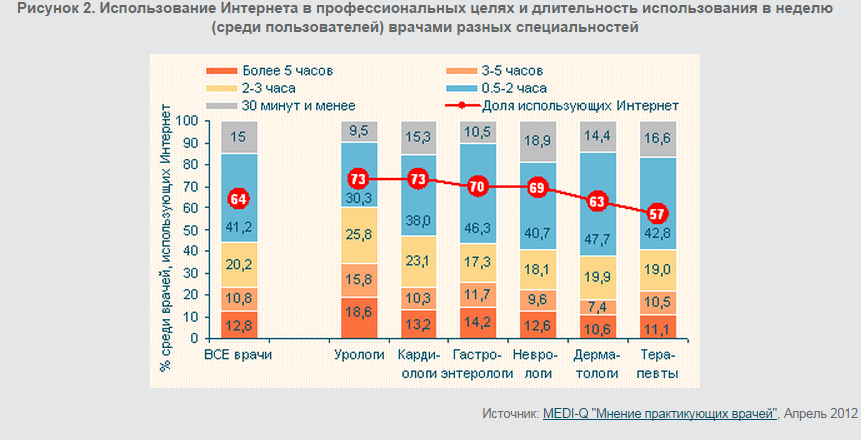 Рисунок 2. Использование Интернета в профессиональных целях и длительность использования в неделю
(среди пользователей) врачами разных специальностей
Более 5 часов 3-5 часов
2-3 часа 0.5-2 часа
30 минут и менее Доля использующих Интернет
% среди врачей, использующих Интернет
100
90
80
70
60
50
40
30
20
10
0
15 9,5 15,3 10,5 18,9 14,4 16,6
64 73 73 70 69 63 57
41,2 30,3 38,0 46,3 40,7 47,7 42,8
20,2 25,8 23,1 17,3 18,1 19,9 19,0
10,8 15,8 10,3 11,7 9,6 7,4 10,5
12,8 18,6 13,2 14,2 12,6 10,6 11,1
ВСЕ врачи Урологи Карди- Гастро- Невро- Дерма- Тера-
ологи энтерологи логи тологи певты
Источник: MEDI-Q "Мнение практикующих врачей", Апрель 2012